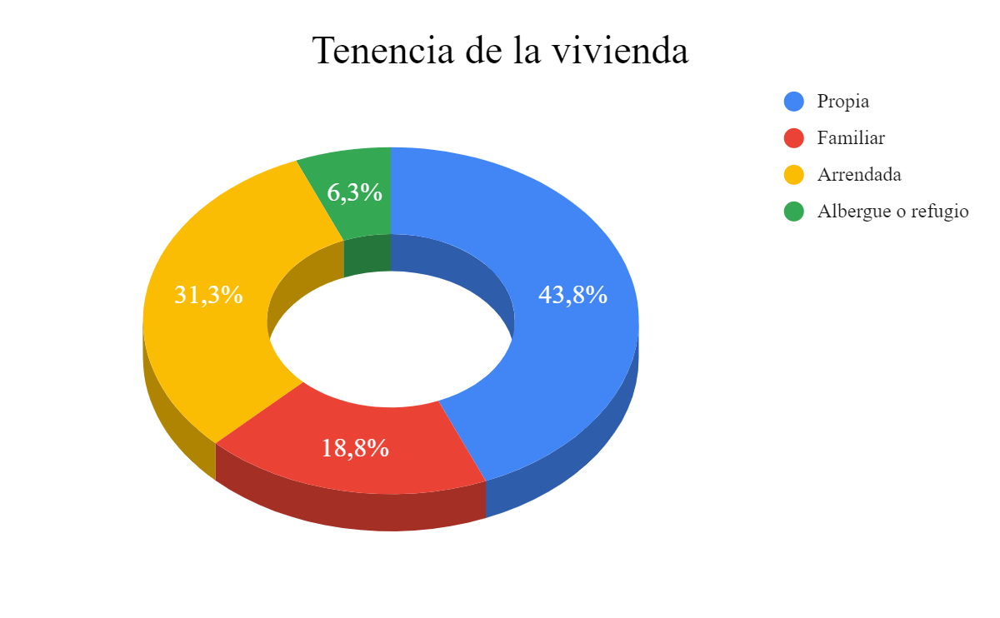 Tenencia de la vivienda
Propia
Familiar
Arrendada
Albergue o refugio
6,3%
31,3%
43,8%
18,8%